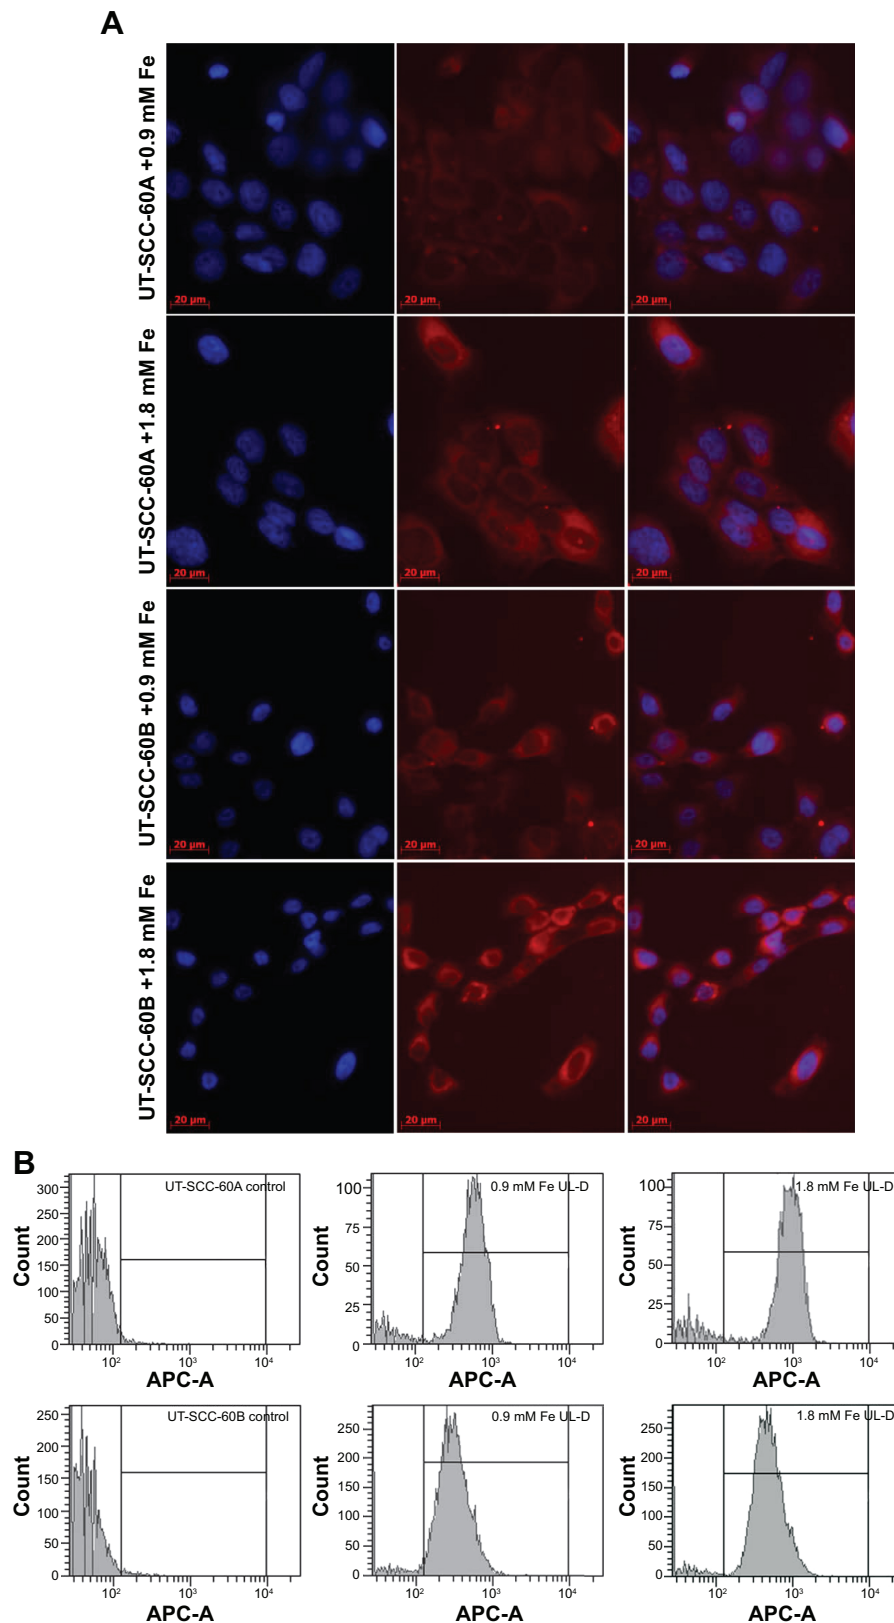 A
UT-SCC-60A +0.9 mM Fe
20 µm
20 µm
20 µm
UT-SCC-60A +1.8 mM Fe
20 µm
20 µm
20 µm
UT-SCC-60B +0.9 mM Fe
20 µm
20 µm
20 µm
UT-SCC-60B +1.8 mM Fe
20 µm
20 µm
20 µm
B
UT-SCC-60A control
Count
300
250
200
150
100
50
0
10² 10³ 10⁴
APC-A
0.9 mM Fe UL-D
Count
100
75
50
25
0
10² 10³ 10⁴
APC-A
1.8 mM Fe UL-D
Count
100
75
50
25
0
10² 10³ 10⁴
APC-A
UT-SCC-60B control
Count
250
200
150
100
50
0
10² 10³ 10⁴
APC-A
0.9 mM Fe UL-D
Count
250
200
150
100
50
0
10² 10³ 10⁴
APC-A
1.8 mM Fe UL-D
Count
250
200
150
100
50
0
10² 10³ 10⁴
APC-A